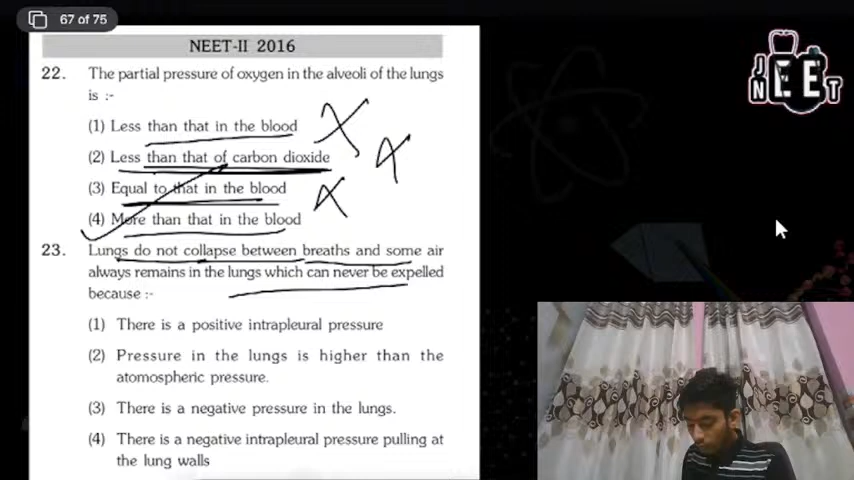 67 of 75
NEET-II 2016
22. The partial pressure of oxygen in the alveoli of the lungs
is :-
(1) Less than that in the blood
(2) Less than that of carbon dioxide
(3) Equal to that in the blood
(4) More than that in the blood
23. Lungs do not collapse between breaths and some air
always remains in the lungs which can never be expelled
because :-
(1) There is a positive intrapleural pressure
(2) Pressure in the lungs is higher than the
atomospheric pressure.
(3) There is a negative pressure in the lungs.
(4) There is a negative intrapleural pressure pulling at
the lung walls
J
N EE T